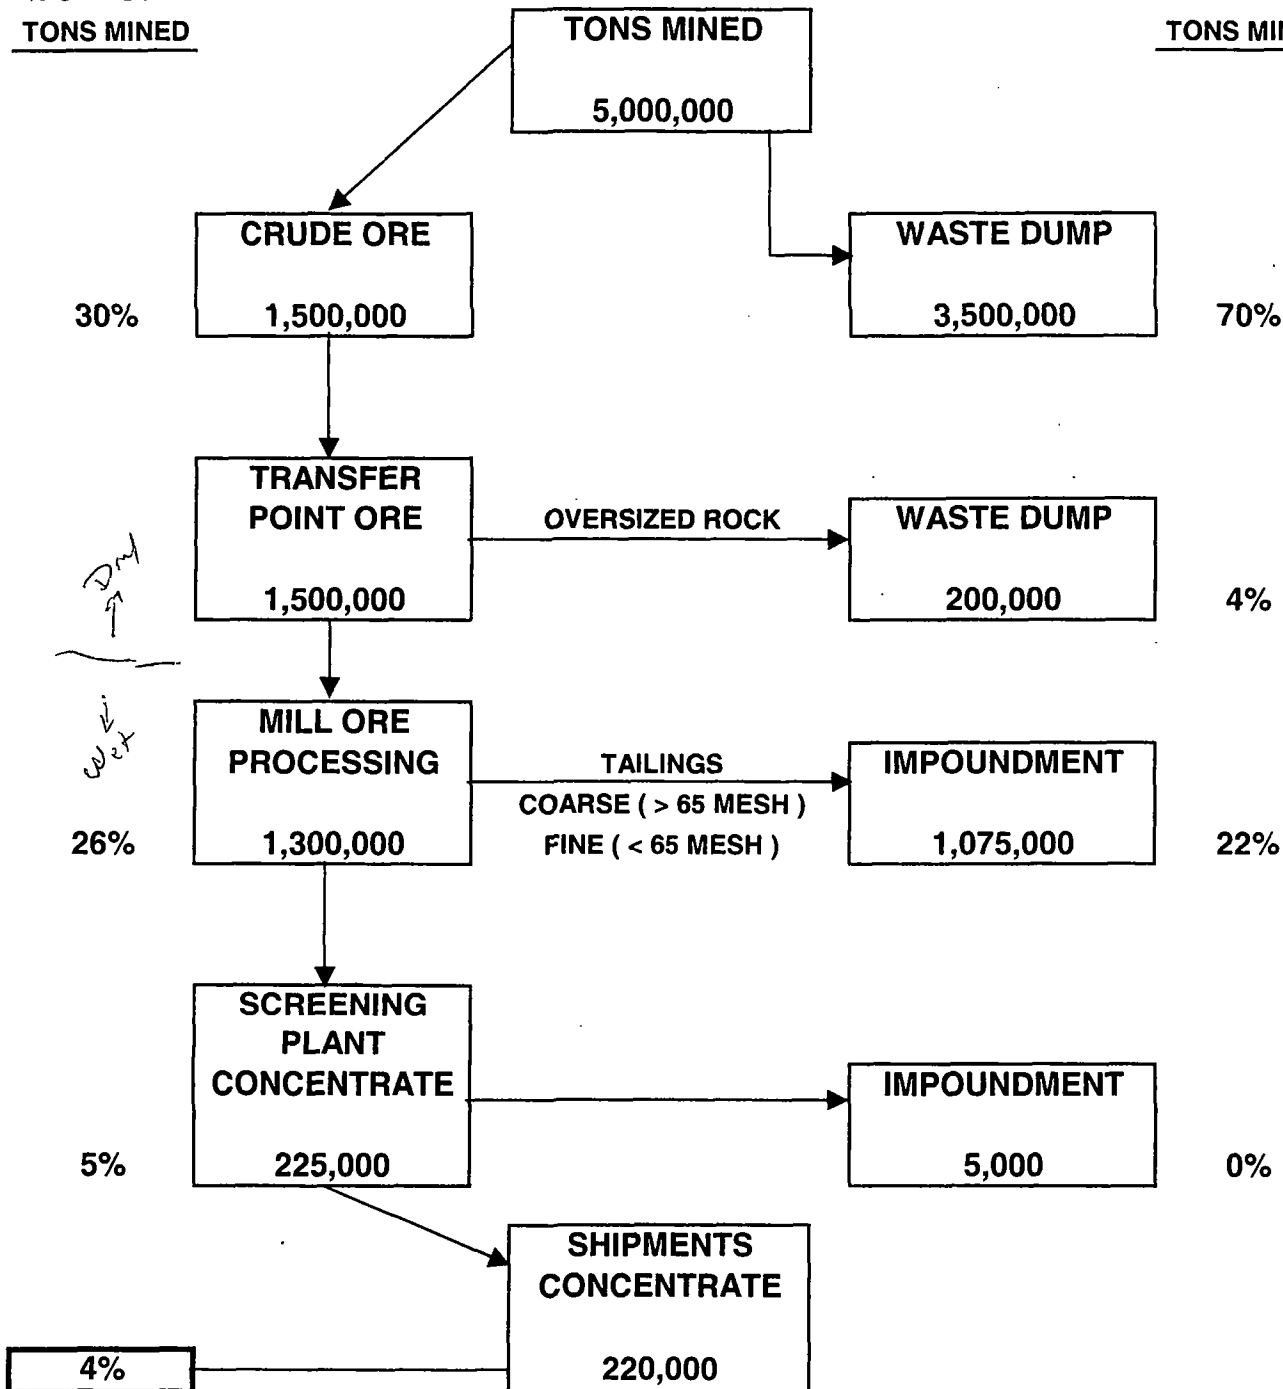 TONS MINED
TONS MINED
5,000,000
CRUDE ORE
1,500,000
30%
WASTE DUMP
3,500,000
70%
TRANSFER
POINT ORE
1,500,000
OVERSIZED ROCK
WASTE DUMP
200,000
4%
Dry
Wet
MILL ORE
PROCESSING
1,300,000
26%
TAILINGS
COARSE ( > 65 MESH )
FINE ( < 65 MESH )
IMPOUNDMENT
1,075,000
22%
SCREENING
PLANT
CONCENTRATE
225,000
5%
IMPOUNDMENT
5,000
0%
SHIPMENTS
CONCENTRATE
220,000
4%
TONS MI